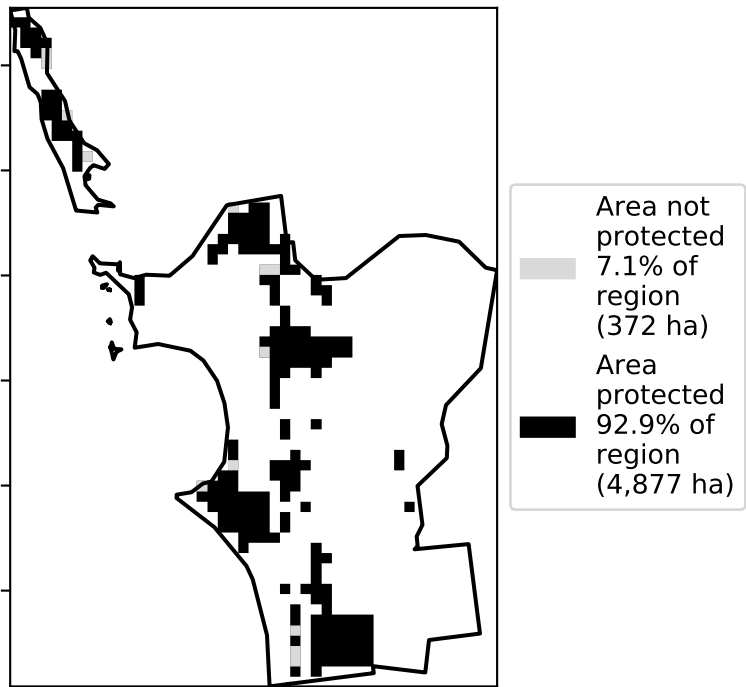 Area not
protected
7.1% of
region
(372 ha)
Area
protected
92.9% of
region
(4,877 ha)